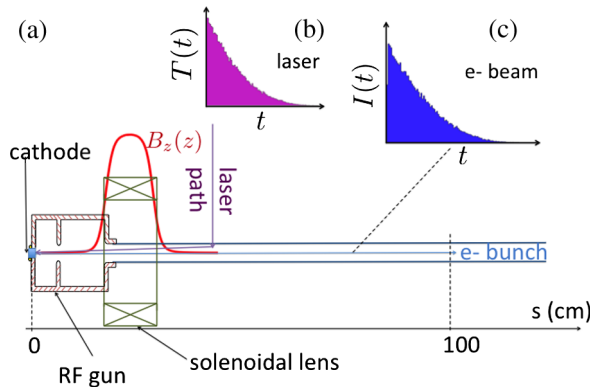 (a)
(b)
(c)
T(t)
laser
t
I(t)
e- beam
t
B_z(z)
cathode
laser
path
e- bunch
s (cm)
0
100
solenoidal lens
RF gun